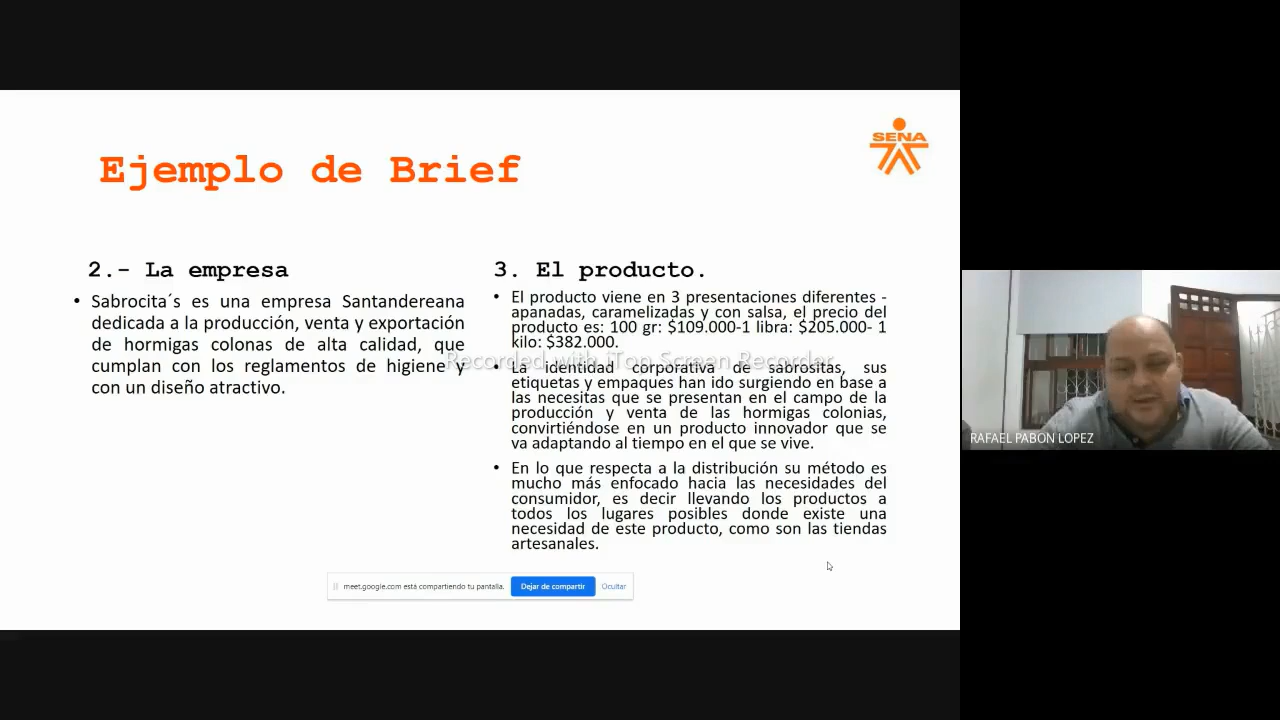 SENA
Ejemplo de Brief
2.- La empresa
• Sabrocita´s es una empresa Santandereana
dedicada a la producción, venta y exportación
de hormigas colonas de alta calidad, que
cumplan con los reglamentos de higiene y
con un diseño atractivo.
3. El producto.
• El producto viene en 3 presentaciones diferentes -
apanadas, caramelizadas y con salsa, el precio del
producto es: 100 gr: $109.000-1 libra: $205.000- 1
kilo: $382.000.
Recorded with iTop Screen Recorder
• La identidad corporativa de sabrositas, sus
etiquetas y empaques han ido surgiendo en base a
las necesitas que se presentan en el campo de la
producción y venta de las hormigas colonias,
convirtiéndose en un producto innovador que se
va adaptando al tiempo en el que se vive.
• En lo que respecta a la distribución su método es
mucho más enfocado hacia las necesidades del
consumidor, es decir llevando los productos a
todos los lugares posibles donde existe una
necesidad de este producto, como son las tiendas
artesanales.
meet.google.com está compartiendo tu pantalla.
Dejar de compartir
Ocultar
RAFAEL PABON LOPEZ